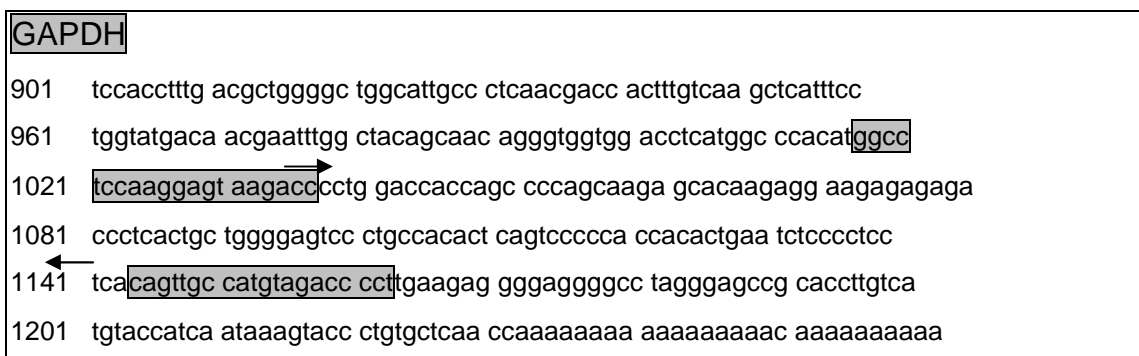 GAPDH
901 tccacctttg acgctggggc tggcattgcc ctcaacgacc actttgtcaa gctcatttcc
961 tggtatgaca acgaatttgg ctacagcaac agggtggtgg acctcatggc ccacatggcc
1021 tccaaggagt aagacccctg gaccaccagc cccagcaaga gcacaagagg aagagagaga
1081 ccctcactgc tggggagtcc ctgccacact cagtccccca ccacactgaa tctcccctcc
1141 tcacagttgc catgtagacc ccttgaagag gggaggggcc tagggagccg caccttgtca
1201 tgtaccatca ataaagtacc ctgtgctcaa ccaaaaaaaa aaaaaaaaac aaaaaaaaaa